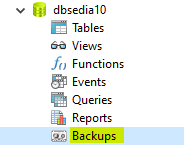 dbsedia10
Tables
Views
Functions
Events
Queries
Reports
Backups